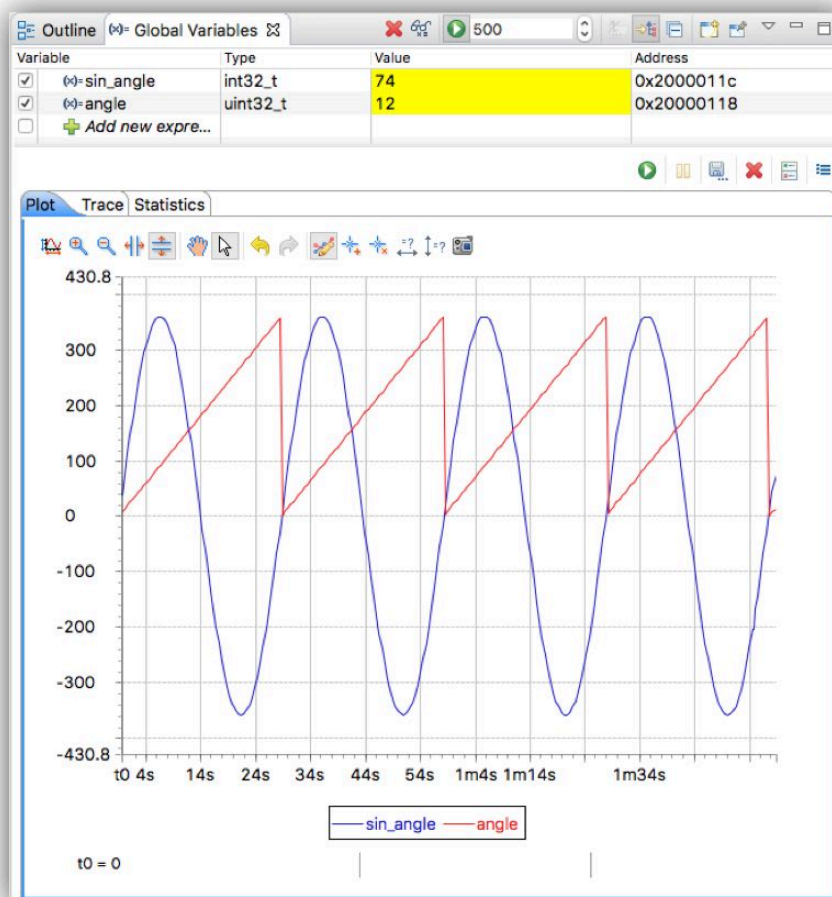 Outline (x)= Global Variables 500
Variable Type Value Address
(x)= sin_angle int32_t 74 0x2000011c
(x)= angle uint32_t 12 0x20000118
Add new expre...
Plot Trace Statistics
=? =?
430.8
300
200
100
0
-100
-200
-300
-430.8
t0 4s 14s 24s 34s 44s 54s 1m4s 1m14s 1m34s
sin_angle angle
t0 = 0